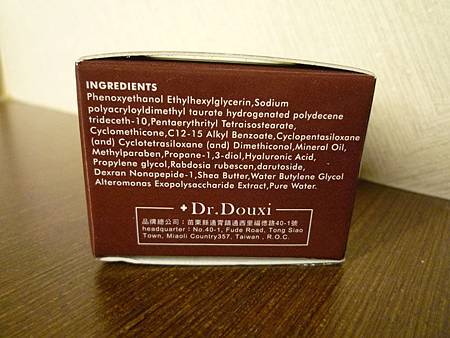 INGREDIENTS
Phenoxyethanol Ethylhexylglycerin,Sodium
polyacryloyldimethyl taurate hydrogenated polydecene
trideceth-10,Pentaerythrityl Tetraisostearate,
Cyclomethicone,C12-15 Alkyl Benzoate,Cyclopentasiloxane
(and) Cyclotetrasiloxane (and) Dimethiconol,Mineral Oil,
Methylparaben,Propane-1,3-diol,Hyaluronic Acid,
Propylene glycol,Rabdosia rubescen,darutoside,
Dexran Nonapepide-1,Shea Butter,Water Butylene Glycol
Alteromonas Exopolysaccharide Extract,Pure Water.
Dr.Douxi
品牌總公司：苗栗縣通霄鎮通西里福德路40-1號
headquarter：No.40-1, Fude Road, Tong Siao
Town, Miaoli Country357, Taiwan , R.O.C.